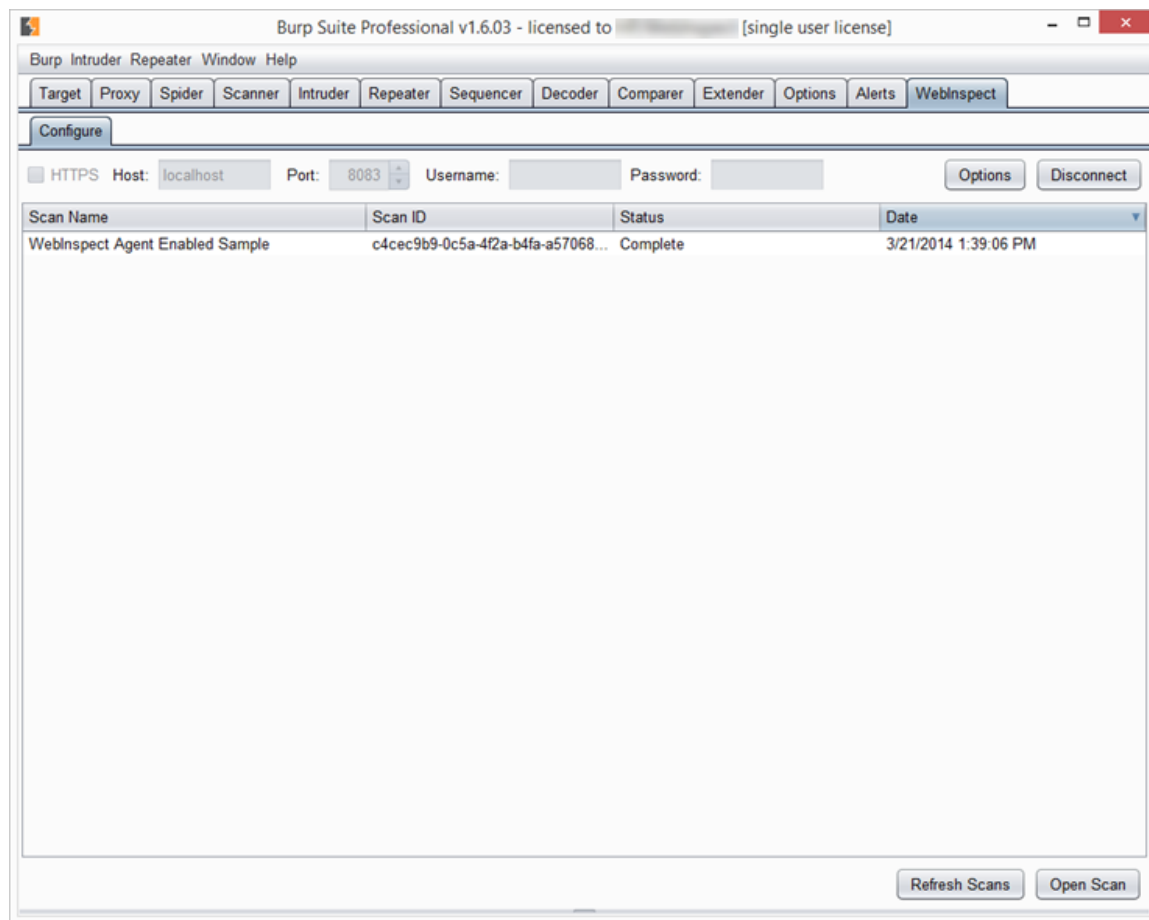 Burp Suite Professional v1.6.03 - licensed to [single user license]
Burp Intruder Repeater Window Help
Target Proxy Spider Scanner Intruder Repeater Sequencer Decoder Comparer Extender Options Alerts WebInspect
Configure
HTTPS Host: localhost Port: 8083 Username: Password: Options Disconnect
Scan Name Scan ID Status Date
WebInspect Agent Enabled Sample c4cec9b9-0c5a-4f2a-b4fa-a57068... Complete 3/21/2014 1:39:06 PM
Refresh Scans Open Scan